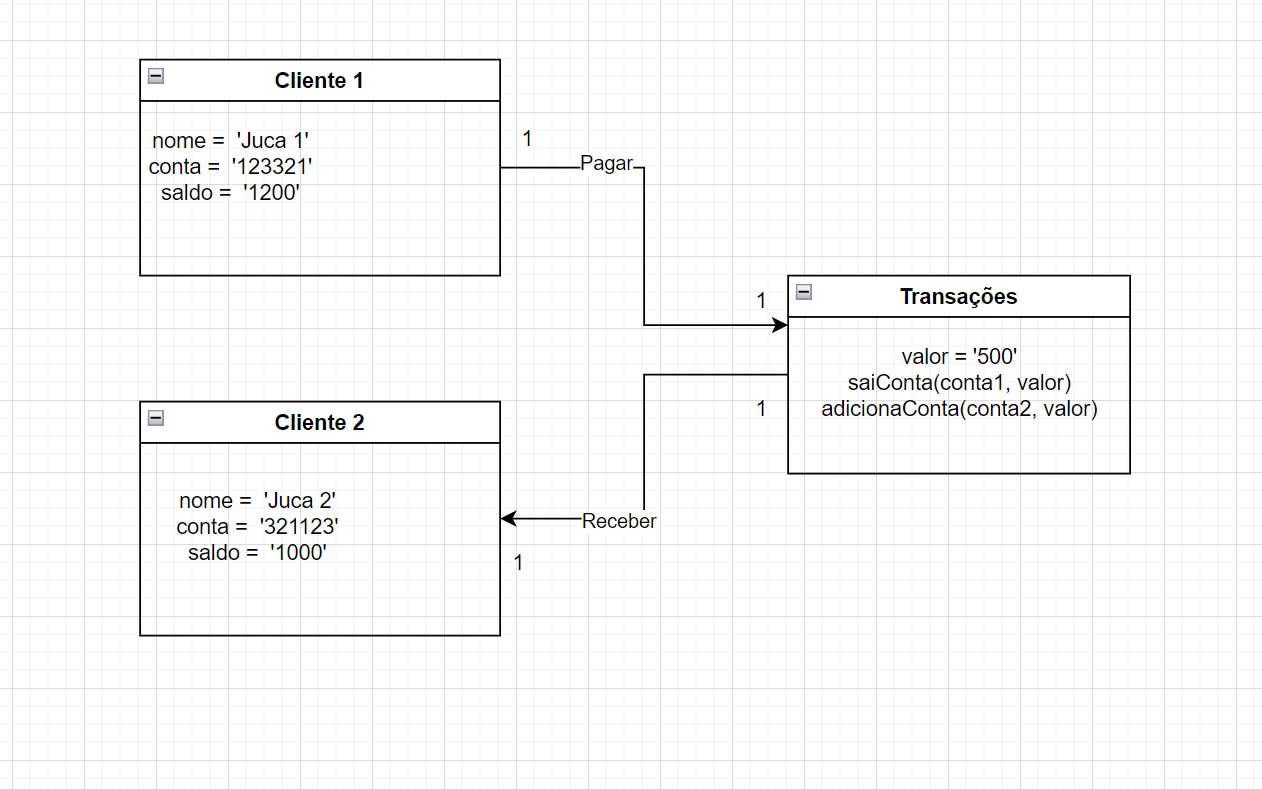 Cliente 1
nome =  'Juca 1'
conta =  '123321'
saldo =  '1200'
1
Pagar
1
Transações
valor = '500'
saiConta(conta1, valor)
adicionaConta(conta2, valor)
1
Cliente 2
nome =  'Juca 2'
conta =  '321123'
saldo =  '1000'
Receber
1